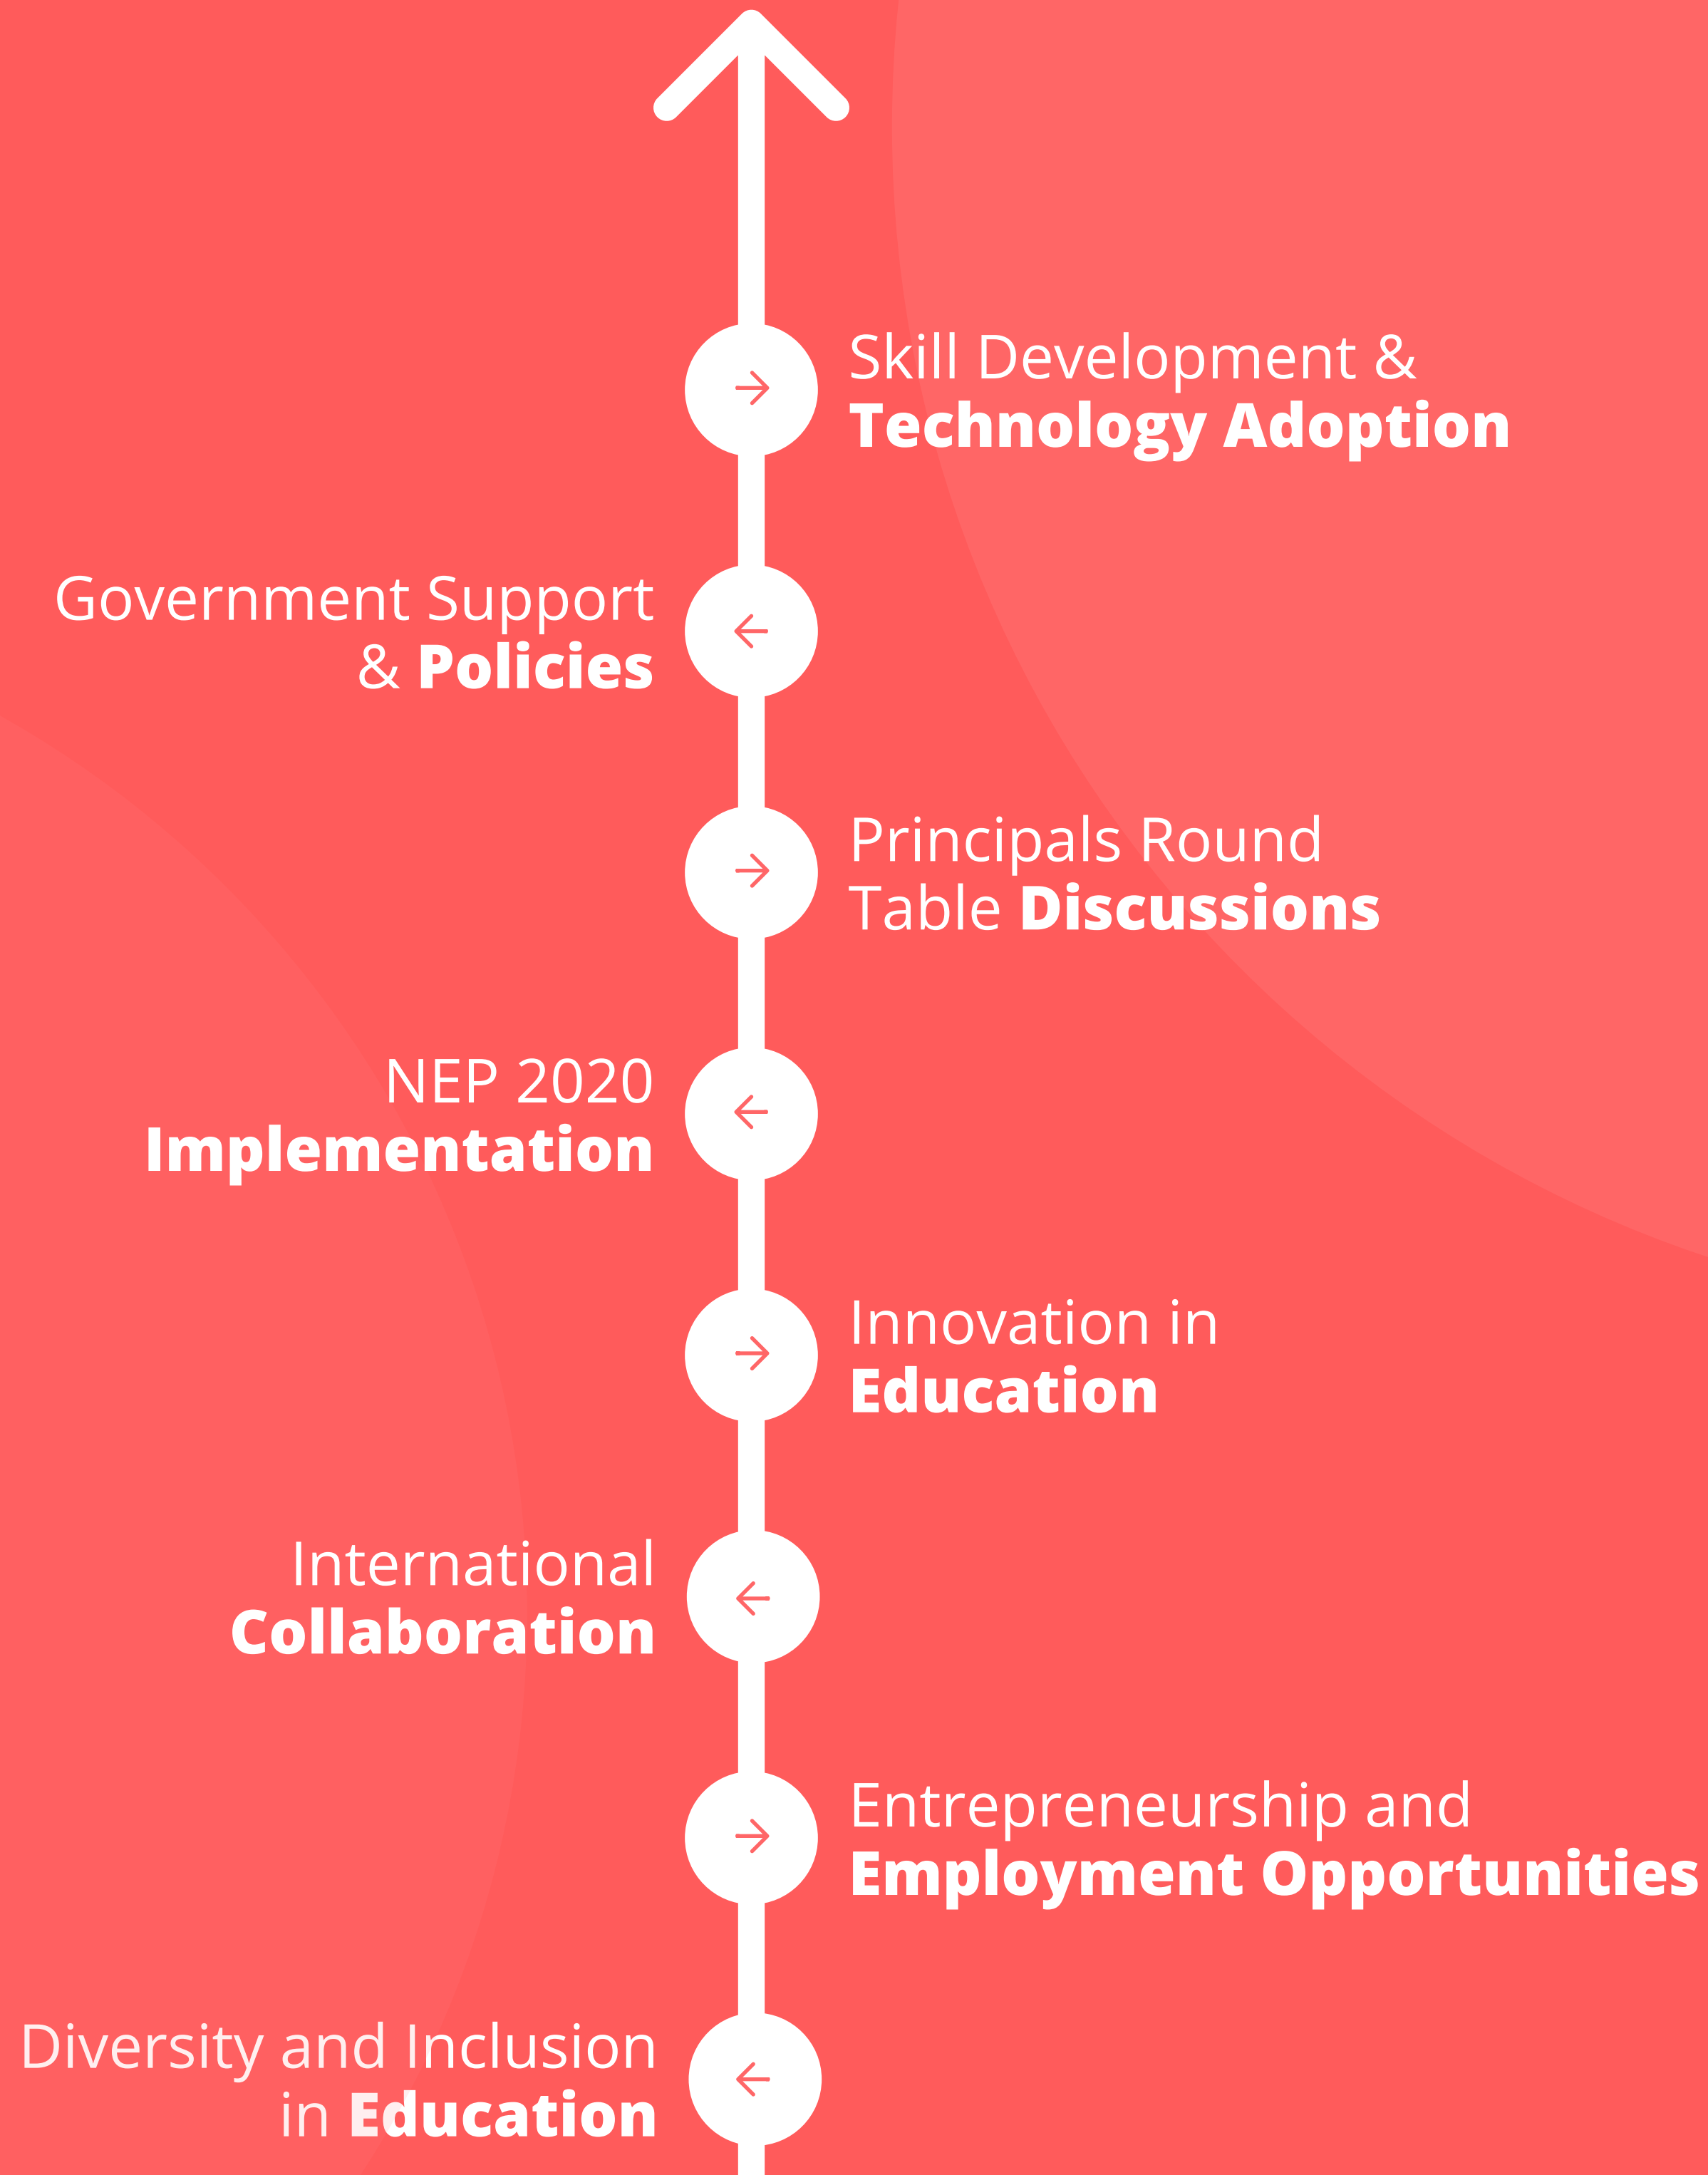 Skill Development &
Technology Adoption
Government Support
& Policies
Principals Round
Table Discussions
NEP 2020
Implementation
Innovation in
Education
International
Collaboration
Entrepreneurship and
Employment Opportunities
Diversity and Inclusion
in Education